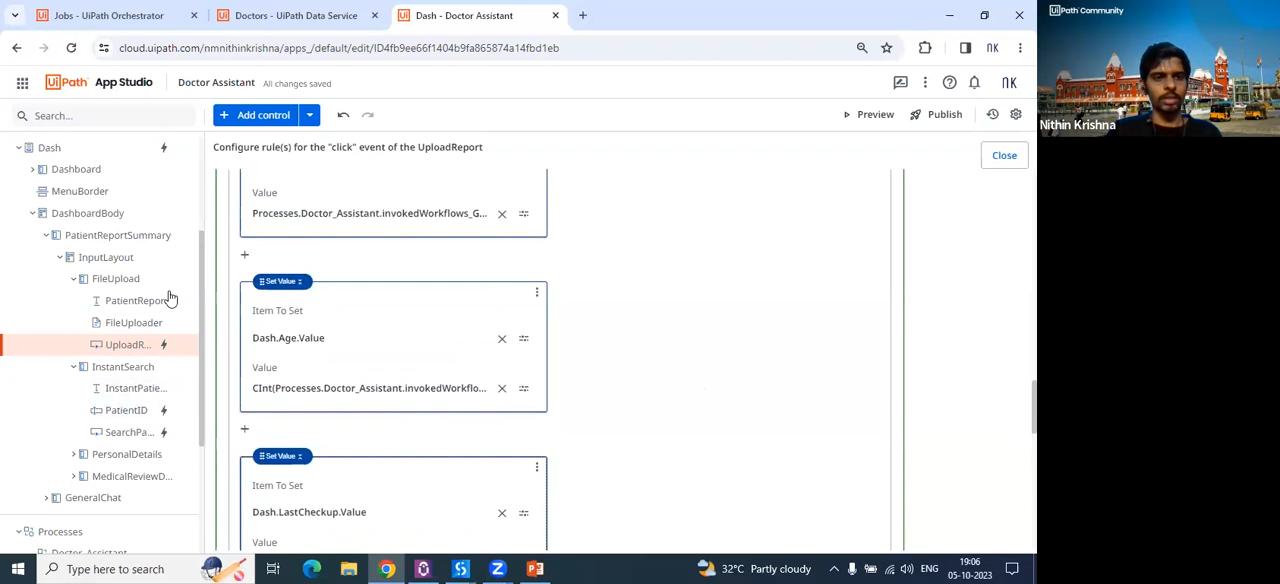 Jobs - UiPath Orchestrator
Doctors - UiPath Data Service
Dash - Doctor Assistant
cloud.uipath.com/nmnithinkrishna/apps_/default/edit/ID4fb9ee66f1404b9fa865874a14fbd1eb
NK
UiPath App Studio
Doctor Assistant
All changes saved
NK
Search...
Add control
Preview
Publish
Dash
Dashboard
MenuBorder
DashboardBody
PatientReportSummary
InputLayout
FileUpload
PatientRepor
FileUploader
UploadR...
InstantSearch
InstantPatie...
PatientID
SearchPa...
PersonalDetails
MedicalReviewD...
GeneralChat
Processes
Doctor_Assistant
Configure rule(s) for the "click" event of the UploadReport
Close
Value
Processes.Doctor_Assistant.invokedWorkflows_G...
Set Value
Item To Set
Dash.Age.Value
Value
CInt(Processes.Doctor_Assistant.invokedWorkflo...
Set Value
Item To Set
Dash.LastCheckup.Value
Value
UiPath Community
Nithin Krishna
Type here to search
32°C Partly cloudy
ENG
19:06
05-10-2023